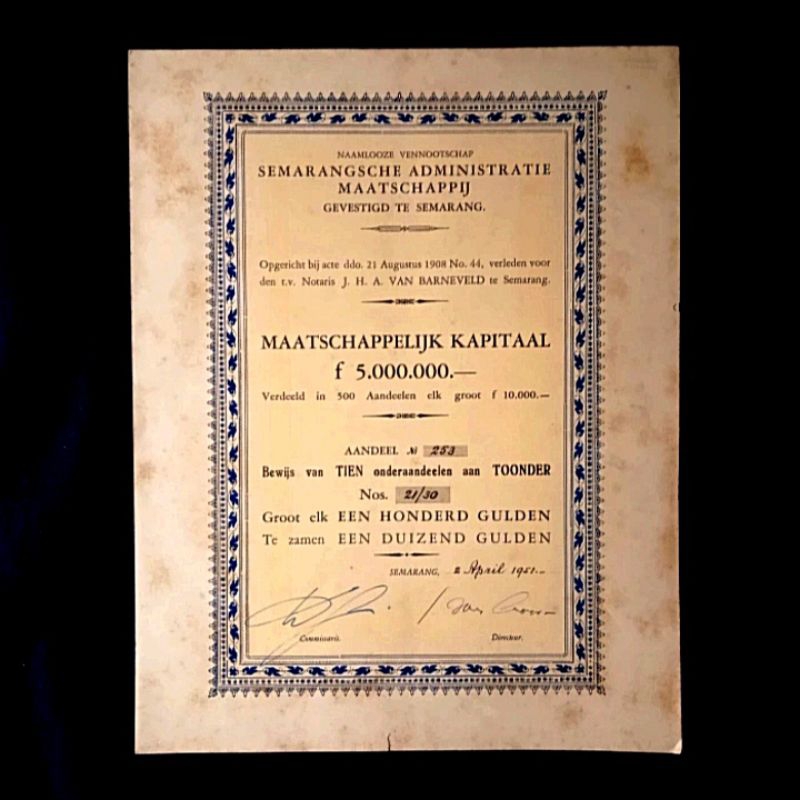 NAAMLOOZE VENNOOTSCHAP
SEMARANGSCHE ADMINISTRATIE
MAATSCHAPPIJ
GEVESTIGD TE SEMARANG.
Opgericht bij acte ddo. 21 Augustus 1908 No. 44, verleden voor
den t.v. Notaris J. H. A. VAN BARNEVELD te Semarang.
MAATSCHAPPELIJK KAPITAAL
f 5.000.000.—
Verdeeld in 500 Aandeelen elk groot f 10.000.—
AANDEEL № 253
Bewijs van TIEN onderaandeelen aan TOONDER
Nos. 21/30
Groot elk EEN HONDERD GULDEN
Te zamen EEN DUIZEND GULDEN
SEMARANG, 2 April 1951.-
Commissaris. Directeur.